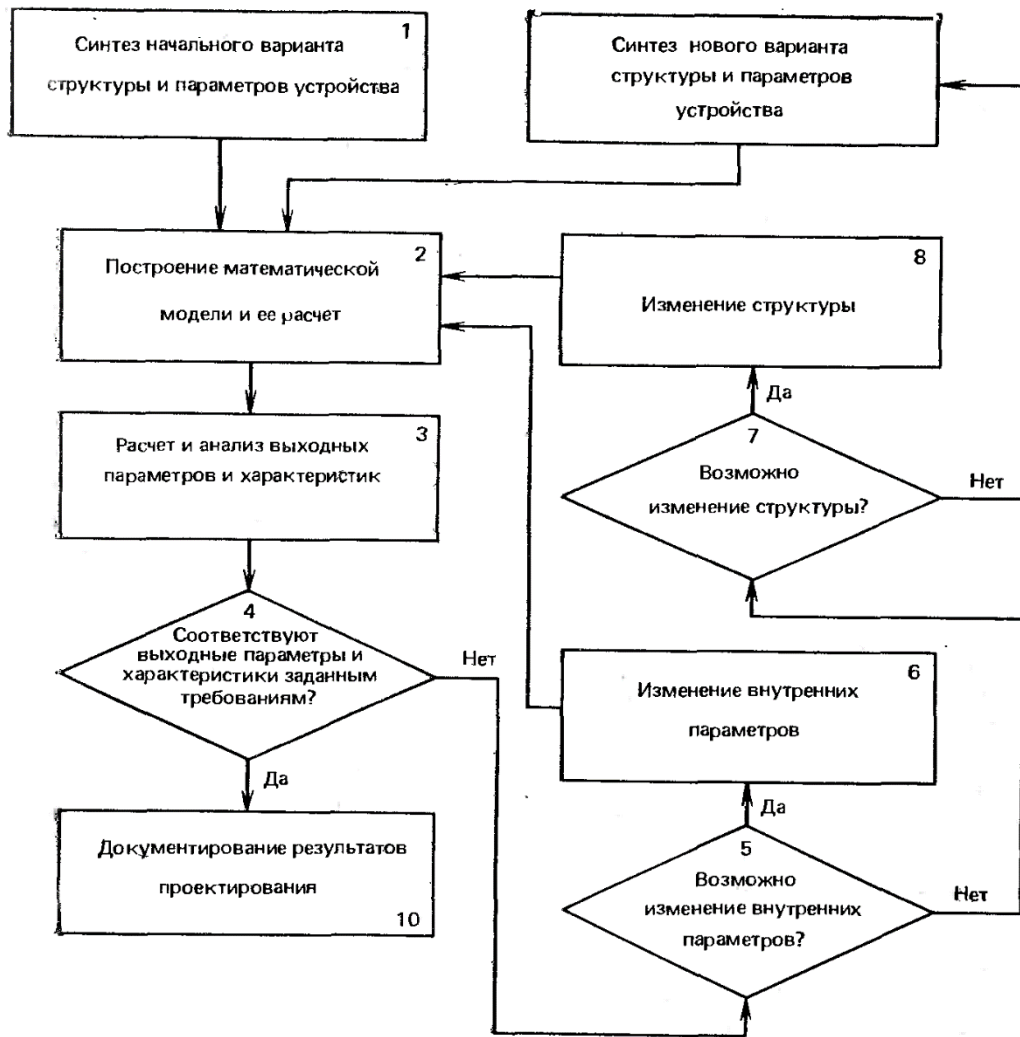 1
Синтез начального варианта
структуры и параметров устройства
Синтез нового варианта
структуры и параметров
устройства
2
Построение математической
модели и ее расчет
8
Изменение структуры
Да
3
Расчет и анализ выходных
параметров и характеристик
7
Возможно
изменение структуры?
Нет
4
Соответствуют
выходные параметры и
характеристики заданным
требованиям?
Нет
Да
6
Изменение внутренних
параметров
Да
Документирование результатов
проектирования
10
5
Возможно
изменение внутренних
параметров?
Нет